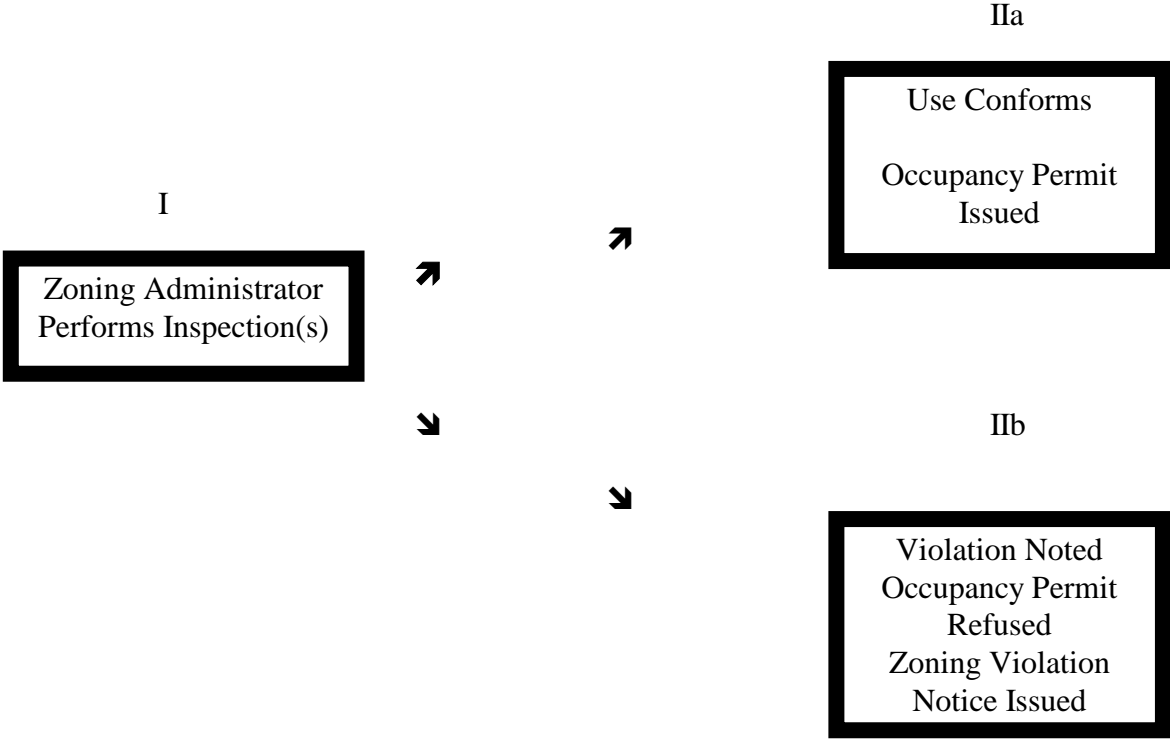 I
Zoning Administrator
Performs Inspection(s)
IIa
Use Conforms
Occupancy Permit
Issued
IIb
Violation Noted
Occupancy Permit
Refused
Zoning Violation
Notice Issued